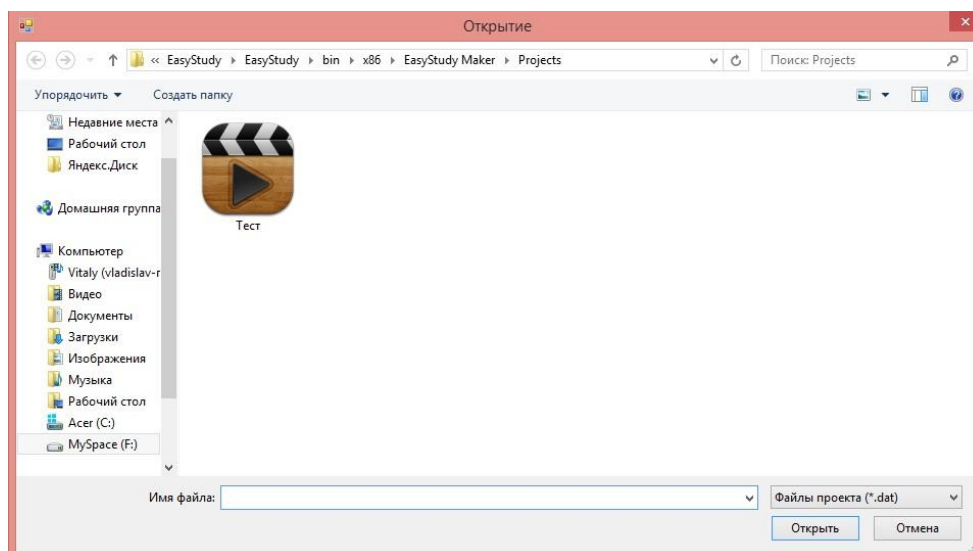 Открытие
« EasyStudy EasyStudy bin x86 EasyStudy Maker Projects
Поиск: Projects
Упорядочить Создать папку
Недавние места
Рабочий стол
Яндекс.Диск
Домашняя группа
Компьютер
Vitaly (vladislav-r
Видео
Документы
Загрузки
Изображения
Музыка
Рабочий стол
Acer (C:)
MySpace (F:)
Тест
Имя файла:
Файлы проекта (*.dat)
Открыть Отмена